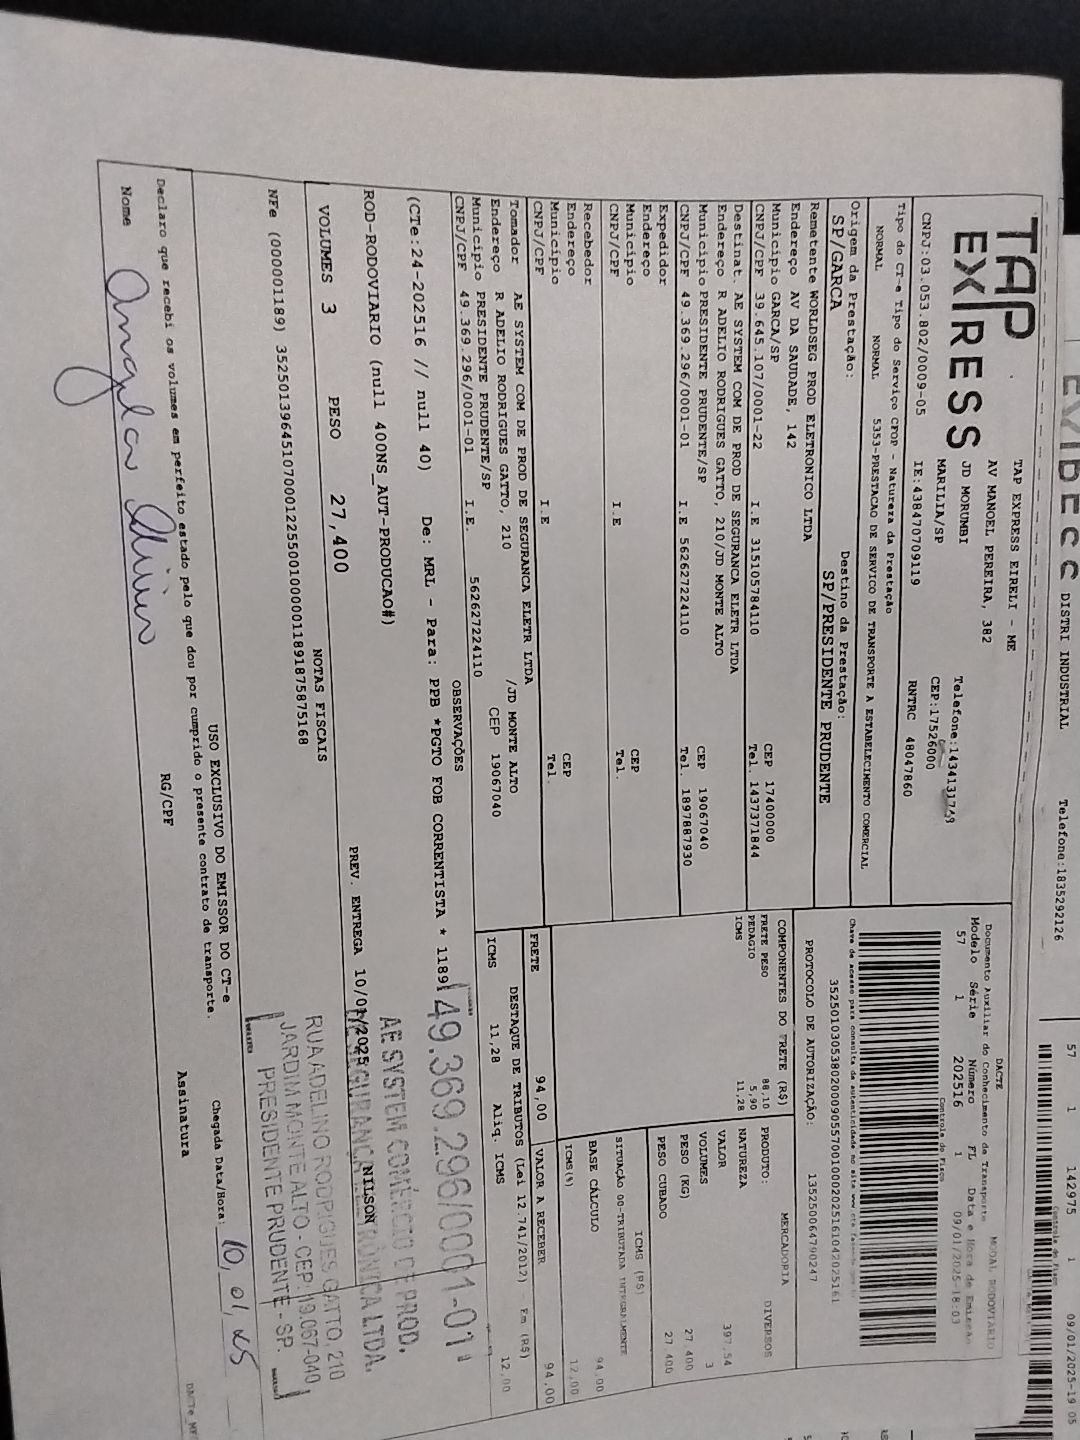 DISTRI INDUSTRIAL
Telefone:1835292126
57 1 142975 1 09/01/2025-19 05
TAP
EXPRESS
TAP EXPRESS EIRELI - ME
AV MANOEL PEREIRA, 382
JD MORUMBI
MARILIA/SP
Telefone:1434131749
CEP:17526000
CNPJ:03.053.802/0009-05
IE:438470709119
RNTRC 48047860
DACTE
Documento Auxiliar do Conhecimento de Transporte
MODAL RODOVIARIO
Modelo Série Número FL Data e Hora de Emissão
57 1 202516 1 09/01/2025-18:03
Controle do Fisco
Tipo do CT-e Tipo do Serviço CFOP - Natureza da Prestação
NORMAL NORMAL 5353-PRESTACAO DE SERVICO DE TRANSPORTE A ESTABELECIMENTO COMERCIAL
Origem da Prestação: Destino da Prestação:
SP/GARCA SP/PRESIDENTE PRUDENTE
PROTOCOLO DE AUTORIZAÇÃO: 135250064790247
Remetente WORLDSEG PROD ELETRONICO LTDA
Endereço AV DA SAUDADE, 142
Município GARCA/SP CEP 17400000
CNPJ/CPF 39.645.107/0001-22 I.E 315105784110 Tel. 1437371844
Destinat. AE SYSTEM COM DE PROD DE SEGURANCA ELETR LTDA
Endereço R ADELIO RODRIGUES GATTO, 210/JD MONTE ALTO
Município PRESIDENTE PRUDENTE/SP CEP 19067040
CNPJ/CPF 49.369.296/0001-01 I.E 562627224110 Tel. 18978879​30
Expedidor
Endereço
Município CEP
CNPJ/CPF I.E Tel.
Recebedor
Endereço
Município CEP
CNPJ/CPF I.E Tel.
Tomador AE SYSTEM COM DE PROD DE SEGURANCA ELETR LTDA
Endereço R ADELIO RODRIGUES GATTO, 210 /JD MONTE ALTO
Município PRESIDENTE PRUDENTE/SP CEP 19067040
CNPJ/CPF 49.369.296/0001-01 I.E. 562627224110
COMPONENTES DO FRETE (R$)
FRETE PESO 88,10
PEDAGIO 5,90
ICMS 11,28
MERCADORIA
PRODUTO: DIVERSOS
NATUREZA
VALOR 397,54
VOLUMES 3
PESO (KG) 27.400
PESO CUBADO 27.400
ICMS (R$)
SITUAÇÃO 00-TRIBUTADA INTEGRALMENTE
BASE CÁLCULO 94,00
ICMS(%) 12,00
FRETE 94,00
VALOR A RECEBER 94,00
DESTAQUE DE TRIBUTOS (Lei 12.741/2012) - Em (R$)
ICMS 11,28 Aliq. ICMS 12,00
OBSERVAÇÕES
(CTe:24-202516 // null 40) De: MRL - Para: PPB *PGTO FOB CORRENTISTA * 1189
ROD-RODOVIARIO (null 400NS_AUT-PRODUCAO#)
PREV. ENTREGA 10/01/2025 NILSON
49.369.296/0001-01
AE SYSTEM COMÉRCIO DE PROD.
DE SEGURANÇA ELETRÔNICA LTDA.
RUA ADELINO RODRIGUES GATTO, 210
JARDIM MONTE ALTO - CEP: 19.067-040
PRESIDENTE PRUDENTE - SP.
VOLUMES 3 PESO 27,400
NOTAS FISCAIS
USO EXCLUSIVO DO EMISSOR DO CT-e
Chegada Data/Hora: 10, 01, 25
Declaro que recebi os volumes em perfeito estado pelo que dou por cumprido o presente contrato de transporte.
Nome RG/CPF Assinatura